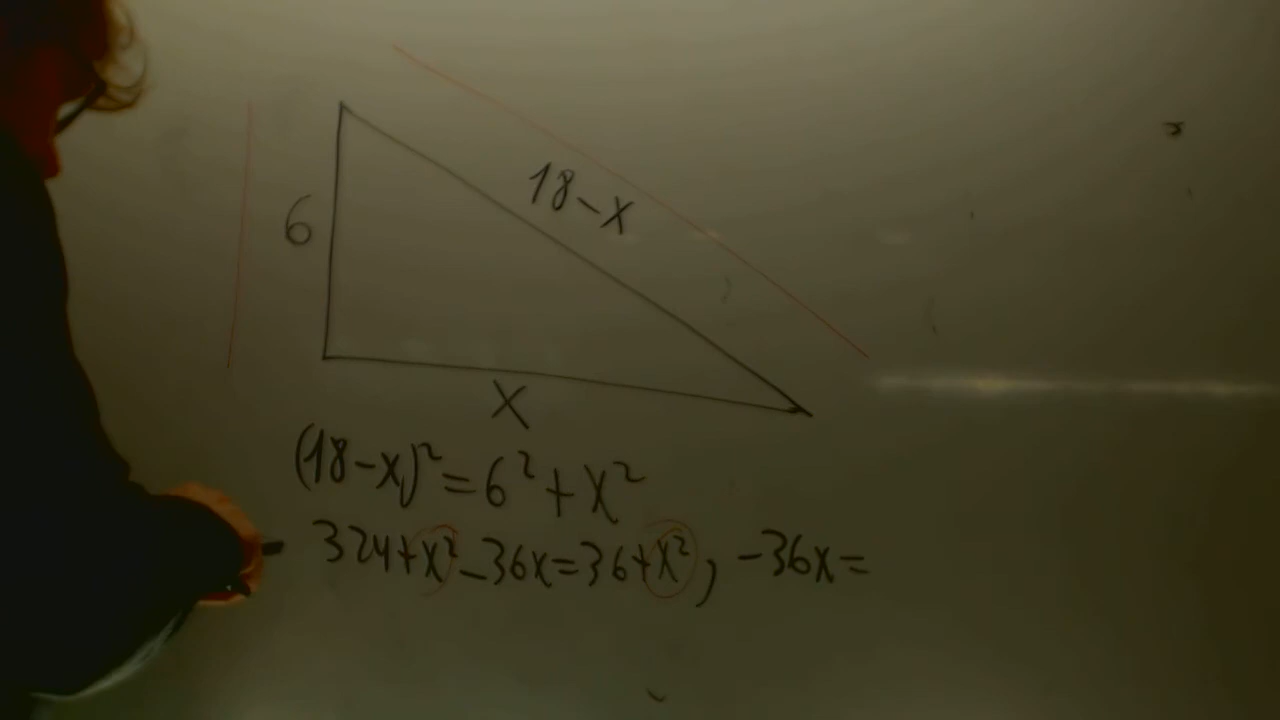 18-x
6
x
(18-x)² = 6² + x²
324+x²-36x=36+x², -36x=